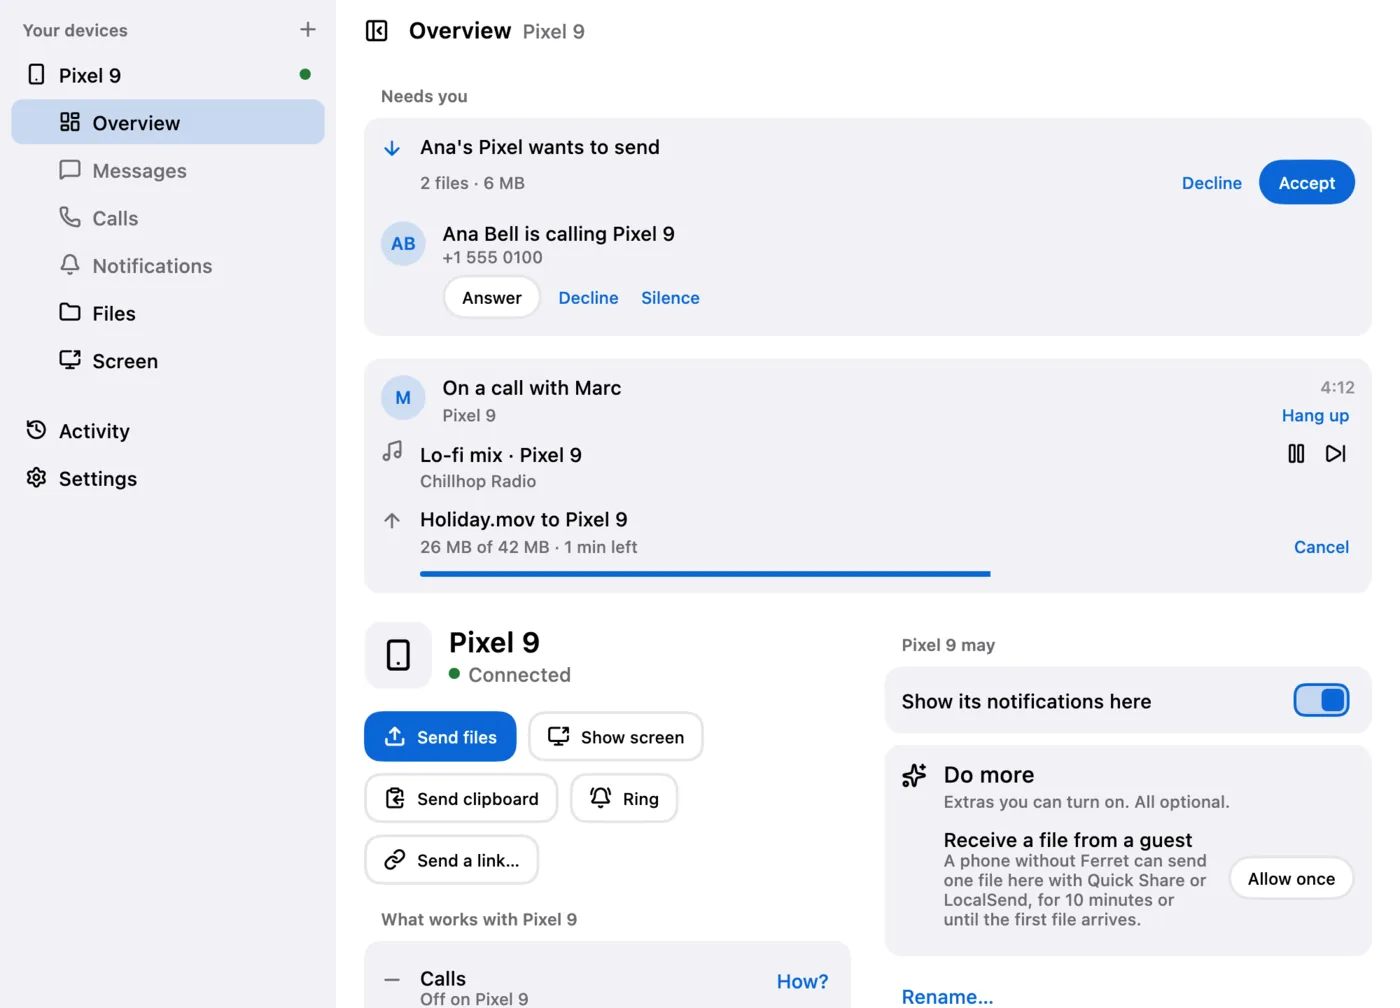 Your devices
Pixel 9
Overview
Messages
Calls
Notifications
Files
Screen
Activity
Settings
Overview Pixel 9
Needs you
Ana's Pixel wants to send
2 files · 6 MB
Decline
Accept
AB
Ana Bell is calling Pixel 9
+1 555 0100
Answer
Decline
Silence
M
On a call with Marc
4:12
Pixel 9
Hang up
Lo-fi mix · Pixel 9
Chillhop Radio
Holiday.mov to Pixel 9
26 MB of 42 MB · 1 min left
Cancel
Pixel 9
Connected
Send files
Show screen
Send clipboard
Ring
Send a link...
What works with Pixel 9
Calls
Off on Pixel 9
How?
Pixel 9 may
Show its notifications here
Do more
Extras you can turn on. All optional.
Receive a file from a guest
A phone without Ferret can send
one file here with Quick Share or
LocalSend, for 10 minutes or
until the first file arrives.
Allow once
Rename...